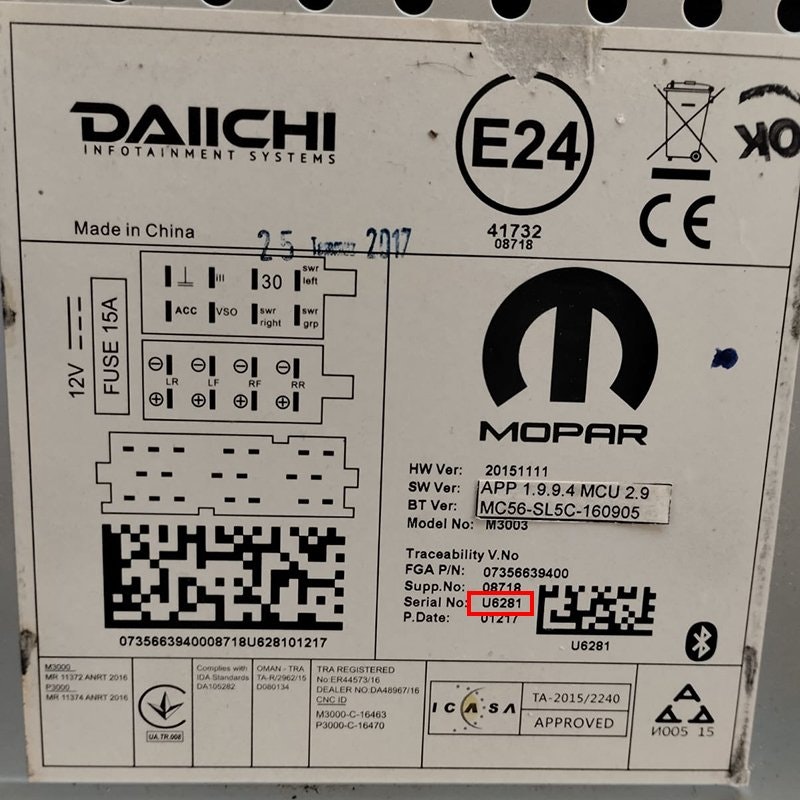 DAIICHI
INFOTAINMENT SYSTEMS
E24
41732
08718
CE
OK
Made in China
25 2017
12V
FUSE 15A
ill 30 swr left
ACC VSO swr right swr grp
LR LF RF RR
0735663940008718U628101217
MOPAR
HW Ver: 20151111
SW Ver: APP 1.9.9.4 MCU 2.9
BT Ver: MC56-SL5C-160905
Model No: M3003
Traceability V.No
FGA P/N: 07356639400
Supp.No: 08718
Serial No: U6281
P.Date: 01217
U6281
M3000
MR 11372 ANRT 2016
P3000
MR 11374 ANRT 2016
UA.TR.008
Complies with
IDA Standards
DA105282
OMAN - TRA
TA-R/2962/15
D080134
TRA REGISTERED
No:ER44573/16
DEALER NO:DA48967/16
CNC ID
M3000-C-16463
P3000-C-16470
ICASA
TA-2015/2240
APPROVED
И005 15